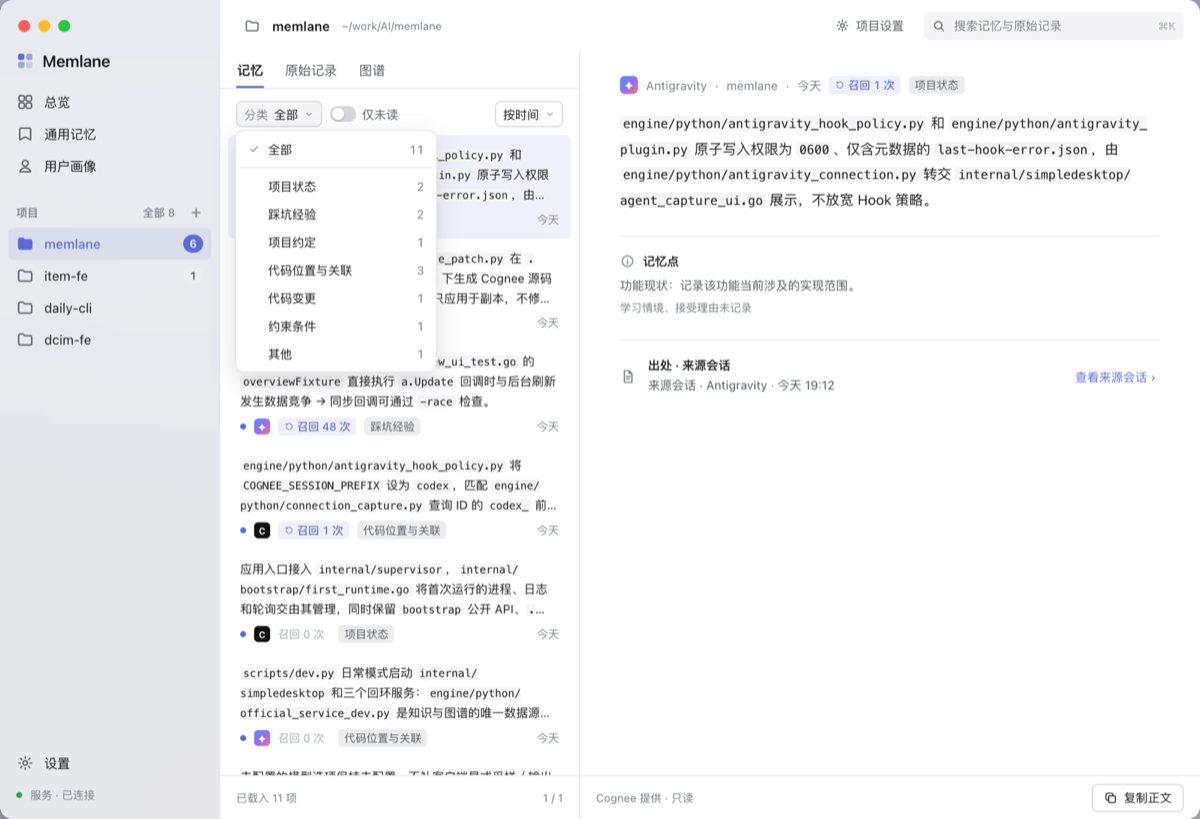 Memlane
总览
通用记忆
用户画像
项目 全部 8 +
memlane 6
item-fe 1
daily-cli
dcim-fe
设置
服务 · 已连接
memlane ~/work/AI/memlane
项目设置
搜索记忆与原始记录 ⌘K
记忆 原始记录 图谱
分类 全部 仅未读 按时间
全部 11
项目状态 2
踩坑经验 2
项目约定 1
代码位置与关联 3
代码变更 1
约束条件 1
其他 1
_policy.py 和
in.py 原子写入权限
-error.json，由...
今天
e_patch.py 在 .
下生成 Cognee 源码
只应用于副本，不修...
今天
w_ui_test.go 的
overviewFixture 直接执行 a.Update 回调时与后台刷新
发生数据竞争 → 同步回调可通过 -race 检查。
召回 48 次 踩坑经验 今天
engine/python/antigravity_hook_policy.py 将
COGNEE_SESSION_PREFIX 设为 codex，匹配 engine/
python/connection_capture.py 查询 ID 的 codex_ 前...
C 召回 1 次 代码位置与关联 今天
应用入口接入 internal/supervisor，internal/
bootstrap/first_runtime.go 将首次运行的进程、日志
和轮询交由其管理，同时保留 bootstrap 公开 API、....
C 召回 0 次 项目状态 今天
scripts/dev.py 日常模式启动 internal/
simpledesktop 和三个回环服务：engine/python/
official_service_dev.py 是知识与图谱的唯一数据源...
召回 0 次 代码位置与关联 今天
已载入 11 项 1 / 1
Antigravity · memlane · 今天 召回 1 次 项目状态
engine/python/antigravity_hook_policy.py 和 engine/python/antigravity_
plugin.py 原子写入权限为 0600、仅含元数据的 last-hook-error.json，由
engine/python/antigravity_connection.py 转交 internal/simpledesktop/
agent_capture_ui.go 展示，不放宽 Hook 策略。
记忆点
功能现状：记录该功能当前涉及的实现范围。
学习情境、接受理由未记录
出处 · 来源会话
来源会话 · Antigravity · 今天 19:12
查看来源会话 ›
Cognee 提供 · 只读
复制正文